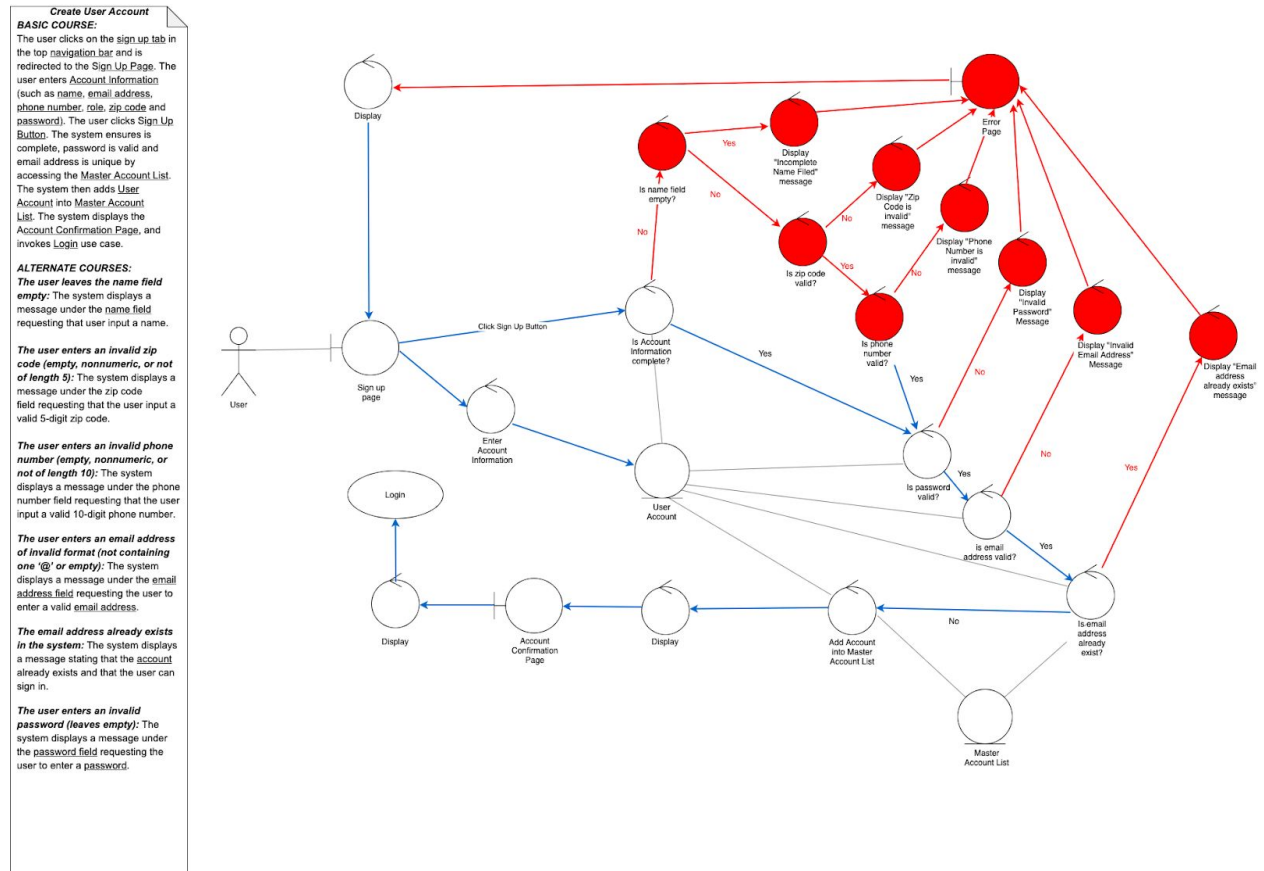 Create User Account
BASIC COURSE:
The user clicks on the sign up tab in
the top navigation bar and is
redirected to the Sign Up Page. The
user enters Account Information
(such as name, email address,
phone number, role, zip code and
password). The user clicks Sign Up
Button. The system ensures is
complete, password is valid and
email address is unique by
accessing the Master Account List.
The system then adds User
Account into Master Account
List. The system displays the
Account Confirmation Page, and
invokes Login use case.
ALTERNATE COURSES:
The user leaves the name field
empty: The system displays a
message under the name field
requesting that user input a name.
The user enters an invalid zip
code (empty, nonnumeric, or not
of length 5): The system displays a
message under the zip code
field requesting that the user input a
valid 5-digit zip code.
The user enters an invalid phone
number (empty, nonnumeric, or
not of length 10): The system
displays a message under the phone
number field requesting that the user
input a valid 10-digit phone number.
The user enters an email address
of invalid format (not containing
one ‘@’ or empty): The system
displays a message under the email
address field requesting the user to
enter a valid email address.
The email address already exists
in the system: The system displays
a message stating that the account
already exists and that the user can
sign in.
The user enters an invalid
password (leaves empty): The
system displays a message under
the password field requesting the
user to enter a password.
Display
Error
Page
Yes
Display
"Incomplete
Name Filed"
message
Is name field
empty?
No
Display "Zip
Code is
invalid"
message
No
No
Is zip code
valid?
Yes
Display "Phone
Number is
invalid"
message
No
Display
"Invalid
Password"
Message
Click Sign Up Button
Is Account
Information
complete?
Yes
Is phone
number
valid?
Yes
Display "Invalid
Email Address"
Message
Display "Email
address
already exists"
message
User
Sign up
page
No
Enter
Account
Information
User
Account
Is password
valid?
Yes
No
Yes
is email
address valid?
Yes
Login
Display
Account
Confirmation
Page
Display
Add Account
into Master
Account List
No
Is email
address
already
exist?
Master
Account List